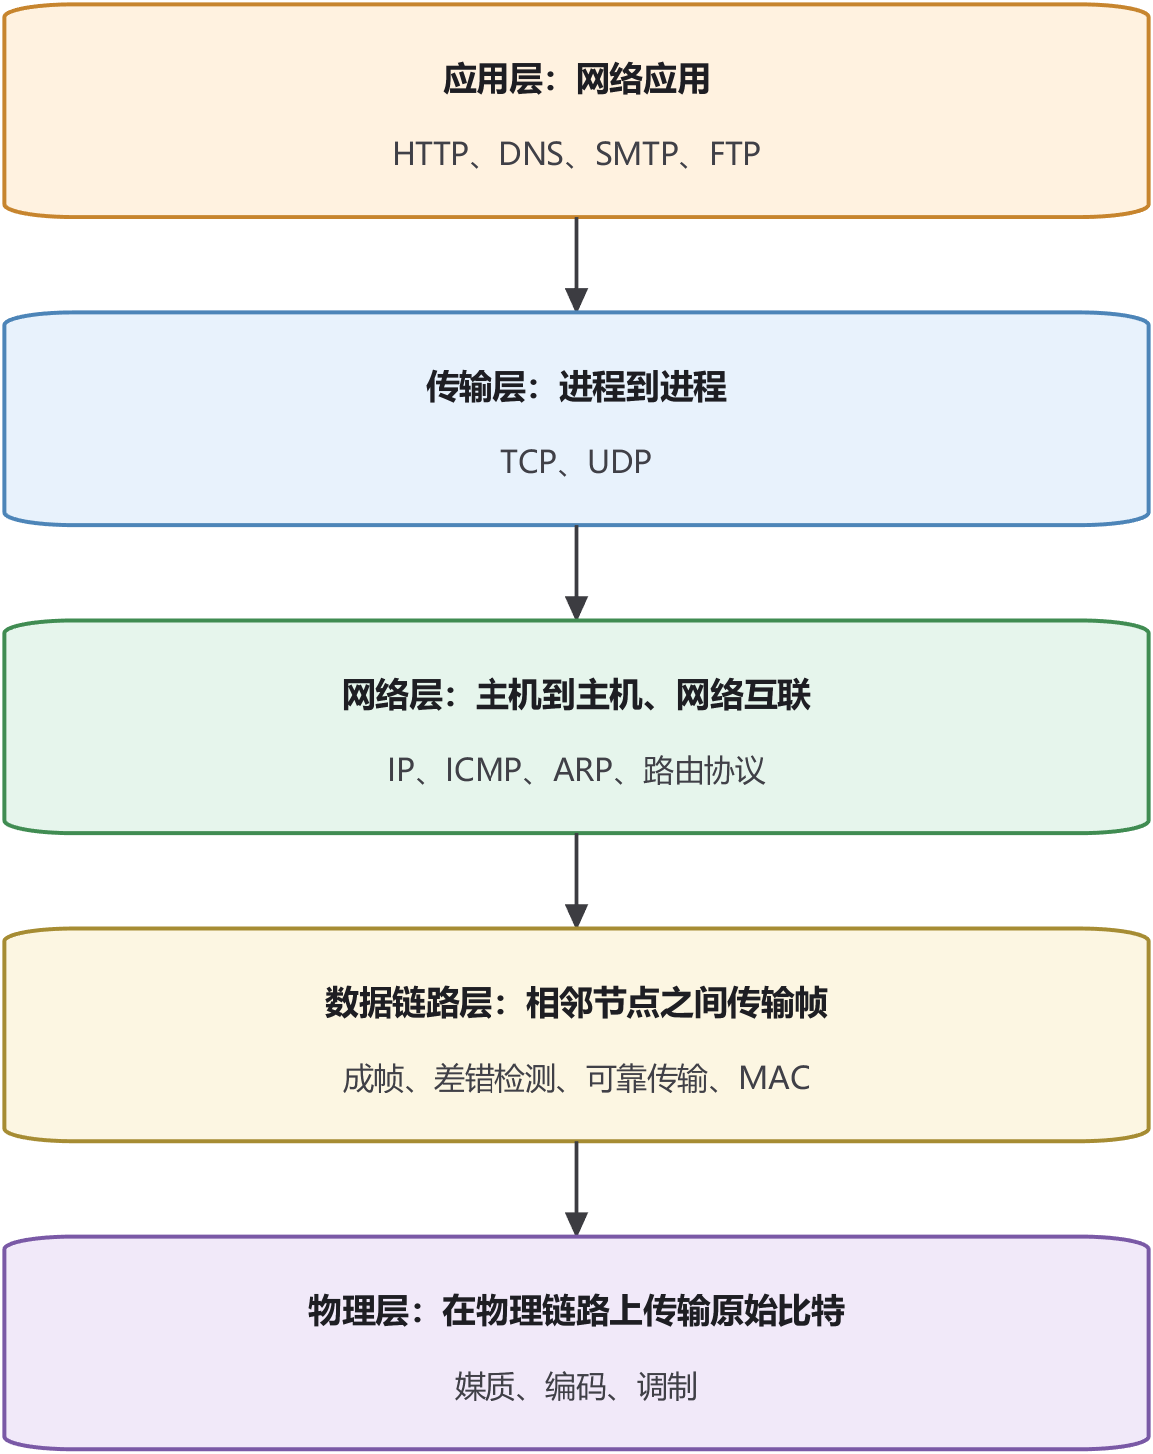 应用层：网络应用
HTTP、DNS、SMTP、FTP
传输层：进程到进程
TCP、UDP
网络层：主机到主机、网络互联
IP、ICMP、ARP、路由协议
数据链路层：相邻节点之间传输帧
成帧、差错检测、可靠传输、MAC
物理层：在物理链路上传输原始比特
媒质、编码、调制